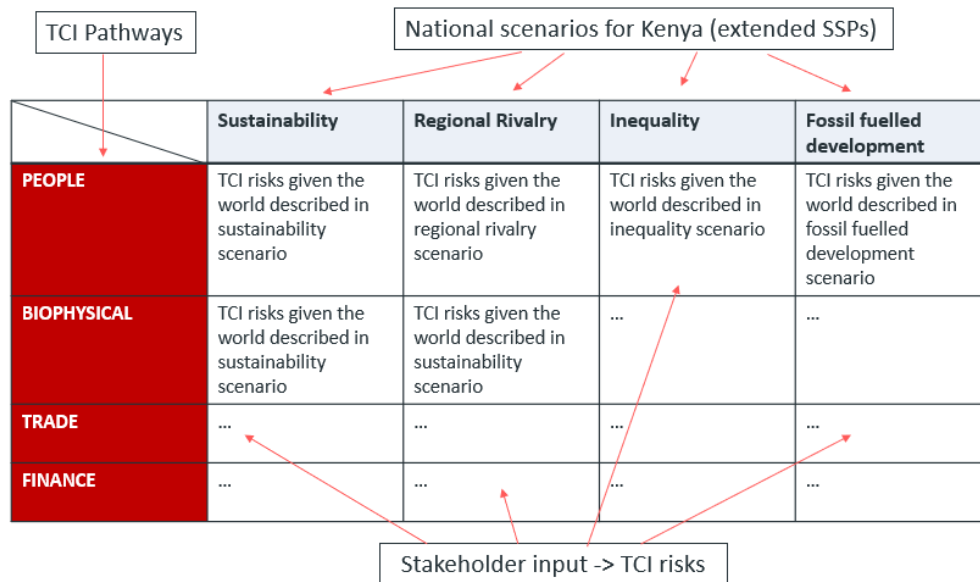 TCI Pathways
National scenarios for Kenya (extended SSPs)
Sustainability
Regional Rivalry
Inequality
Fossil fuelled
development
PEOPLE
TCI risks given the
world described in
sustainability
scenario
TCI risks given the
world described in
regional rivalry
scenario
TCI risks given the
world described in
inequality scenario
TCI risks given the
world described in
fossil fuelled
development
scenario
BIOPHYSICAL
TCI risks given the
world described in
sustainability
scenario
TCI risks given the
world described in
sustainability
scenario
...
...
TRADE
...
...
...
...
FINANCE
...
...
...
...
Stakeholder input -> TCI risks